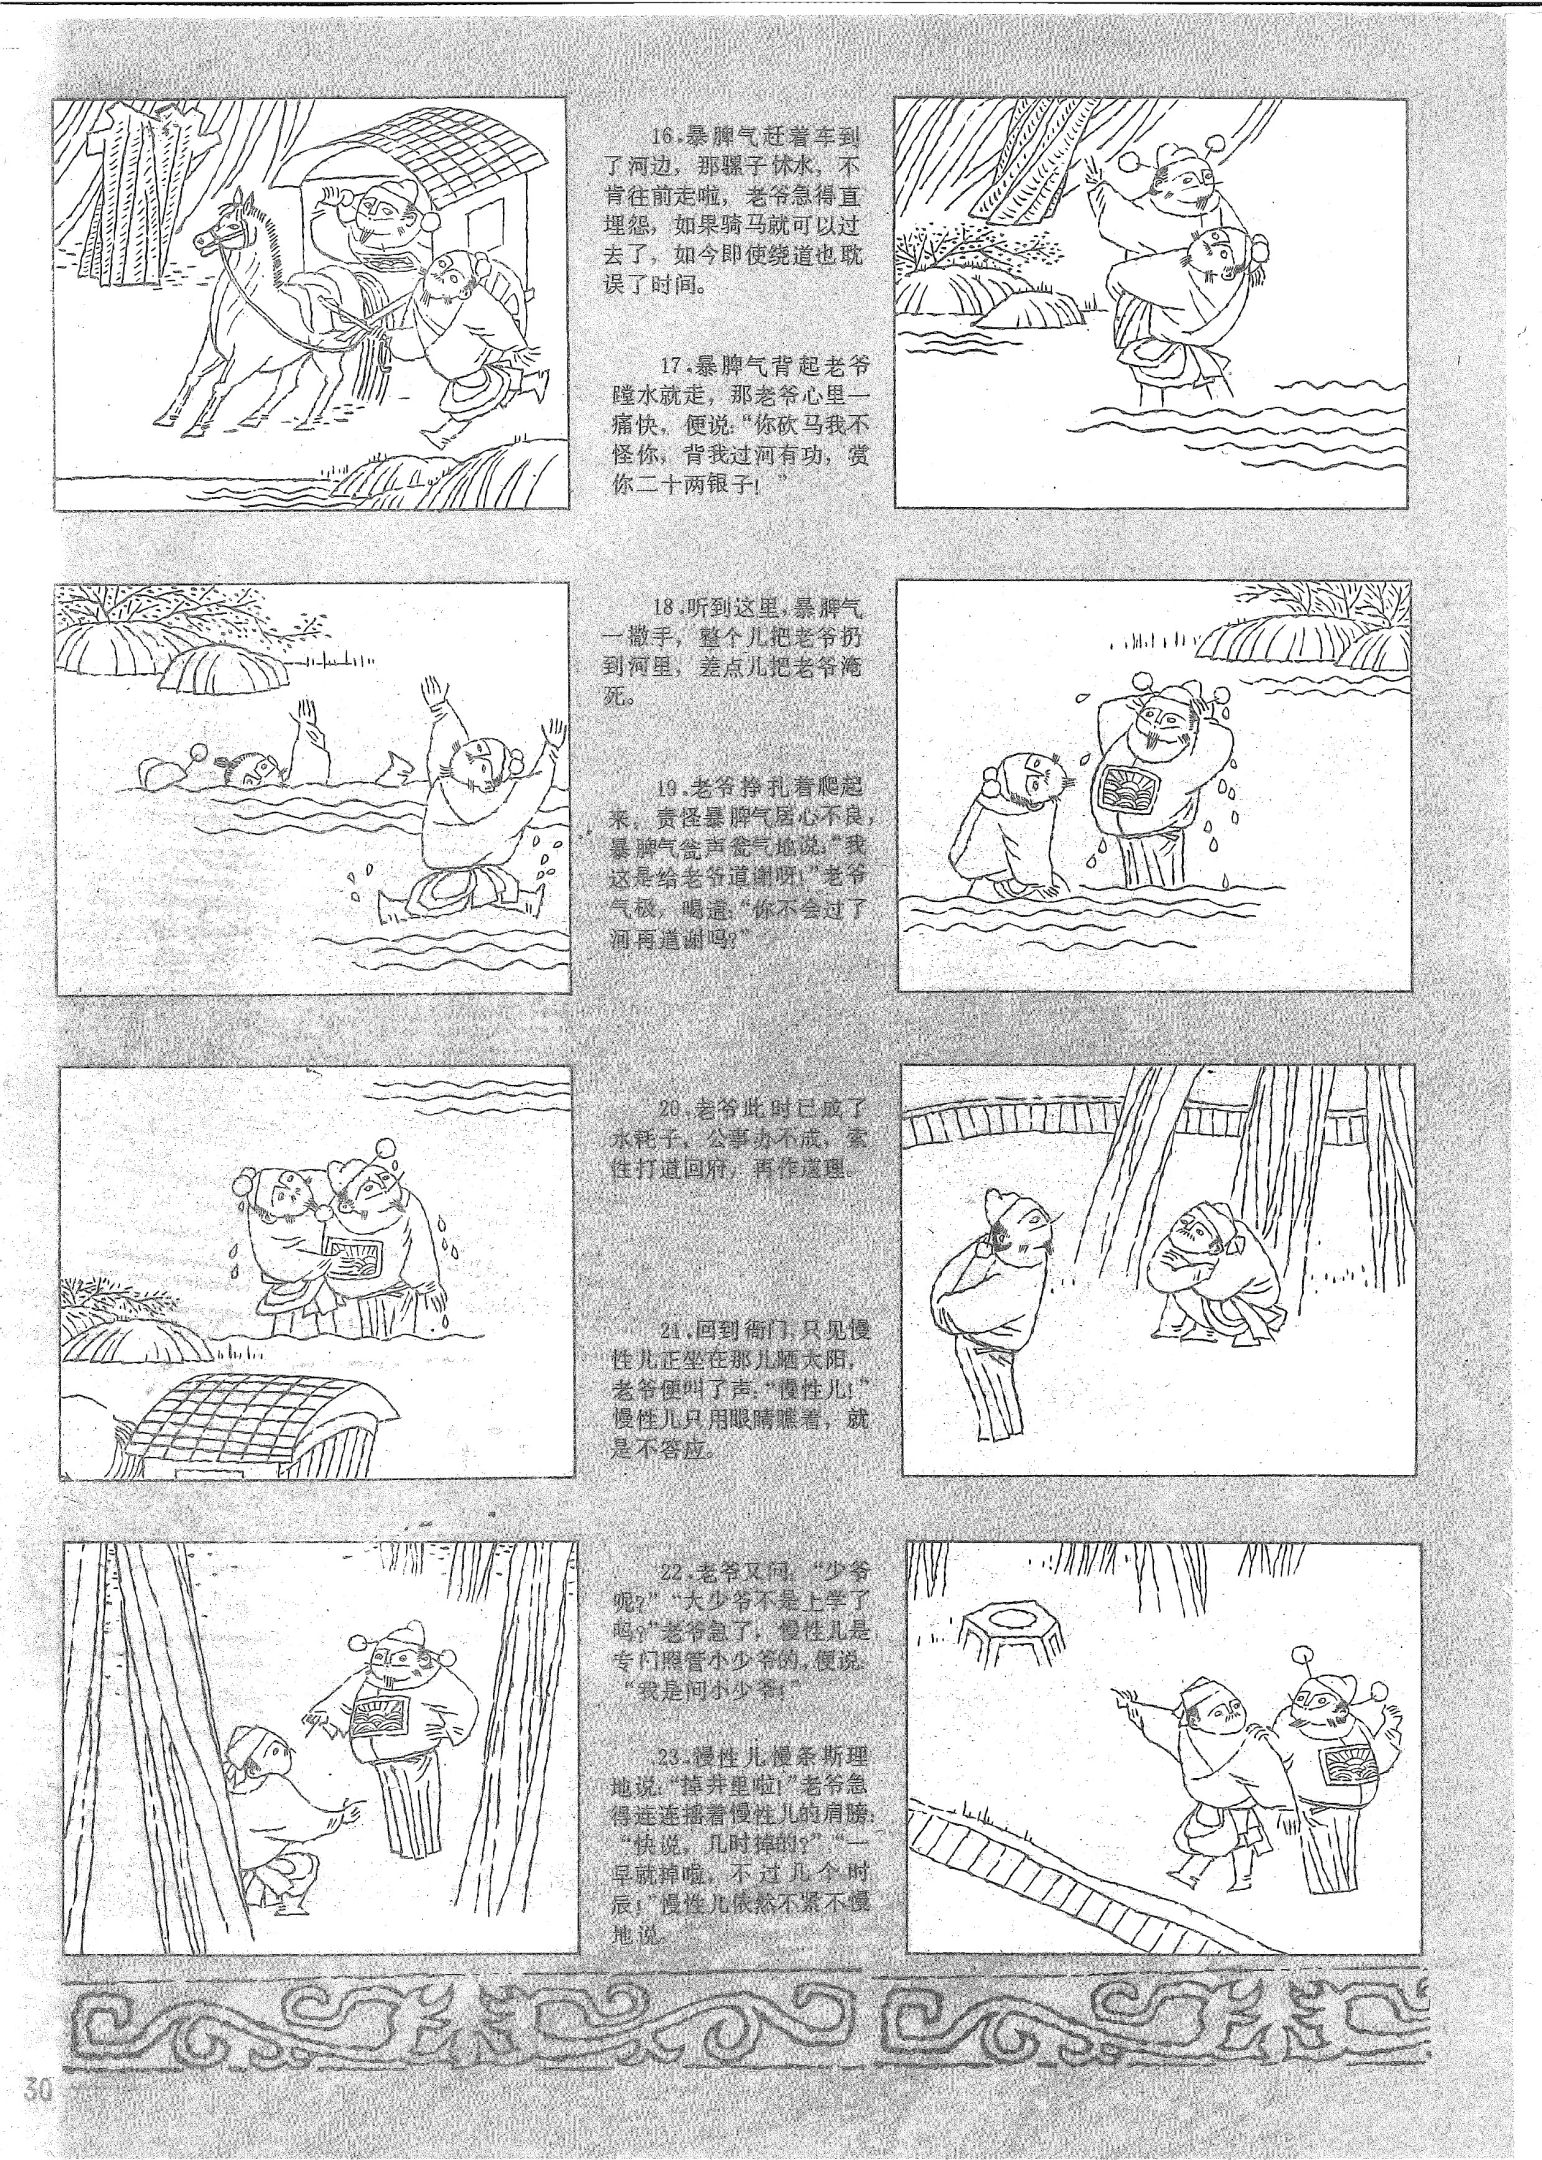 16.暴脾气赶着车到
了河边，那骡子怵水，不
肯往前走啦，老爷急得直
埋怨，如果骑马就可以过
去了，如今即使绕道也耽
误了时间。
17.暴脾气背起老爷
蹚水就走，那老爷心里一
痛快，便说：“你砍马我不
怪你，背我过河有功，赏
你二十两银子！”
18.听到这里，暴脾气
一撒手，整个儿把老爷扔
到河里，差点儿把老爷淹
死。
19.老爷挣扎着爬起
来，责怪暴脾气居心不良，
暴脾气瓮声瓮气地说：“我
这是给老爷道谢呀！”老爷
气极，喝道：“你不会过了
河再道谢吗？”
20.老爷此时已成了
水耗子，公事办不成，索
性打道回府，再作道理。
21.回到衙门，只见慢
性儿正坐在那儿晒太阳，
老爷便叫了声：“慢性儿！”
慢性儿只用眼睛瞧着，就
是不答应。
22.老爷又问：“少爷
呢？”“大少爷不是上学了
吗？”老爷急了，慢性儿是
专门照管小少爷的，便说：
“我是问小少爷！”
23.慢性儿慢条斯理
地说：“掉井里啦！”老爷急
得连连摇着慢性儿的肩膀：
“快说，几时掉的？”“一
早就掉啦，不过几个时
辰！”慢性儿依然不紧不慢
地说。
30